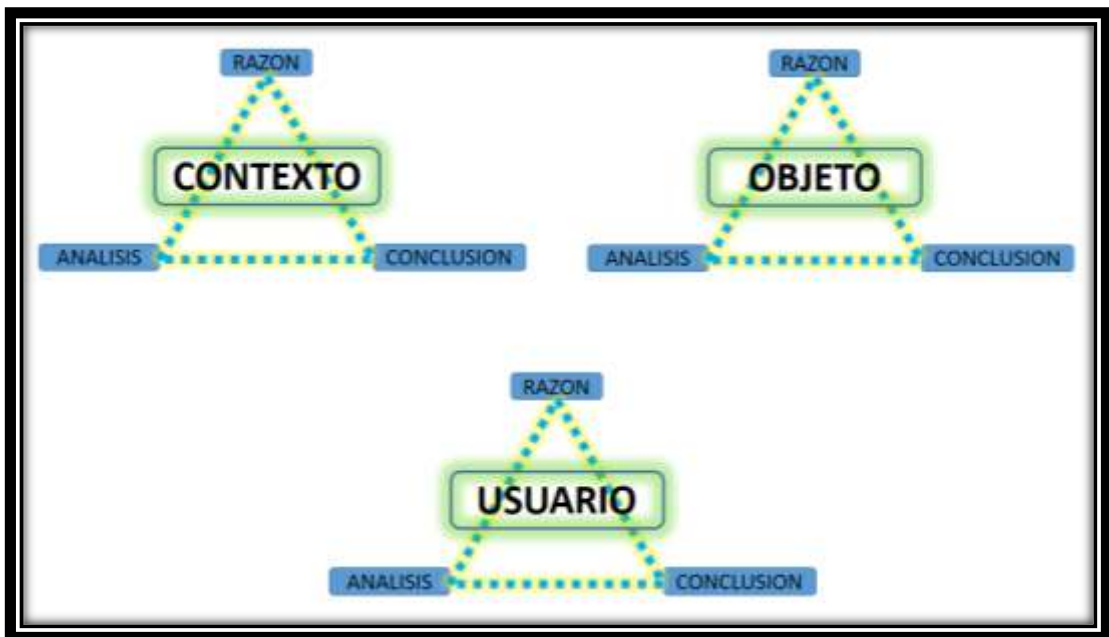 RAZON
CONTEXTO
ANALISIS
CONCLUSION
RAZON
OBJETO
ANALISIS
CONCLUSION
RAZON
USUARIO
ANALISIS
CONCLUSION